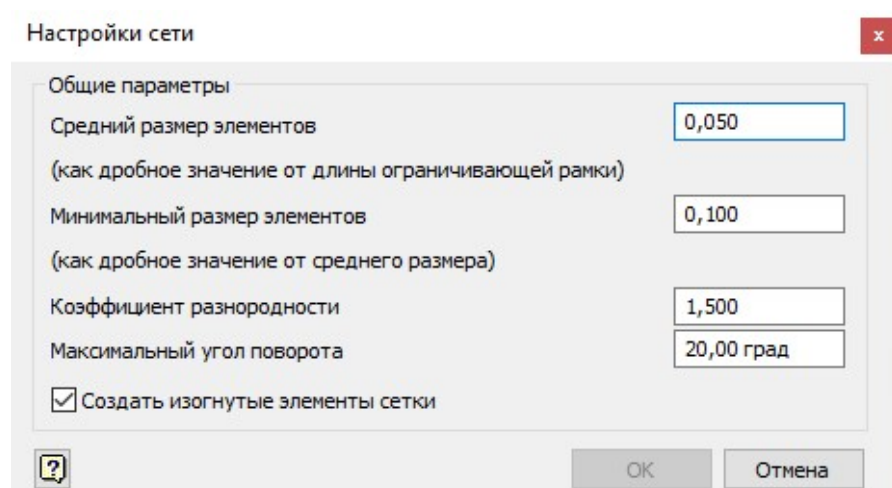 Настройки сети
x
Общие параметры
Средний размер элементов 0,050
(как дробное значение от длины ограничивающей рамки)
Минимальный размер элементов 0,100
(как дробное значение от среднего размера)
Коэффициент разнородности 1,500
Максимальный угол поворота 20,00 град
Создать изогнутые элементы сетки
? OK Отмена